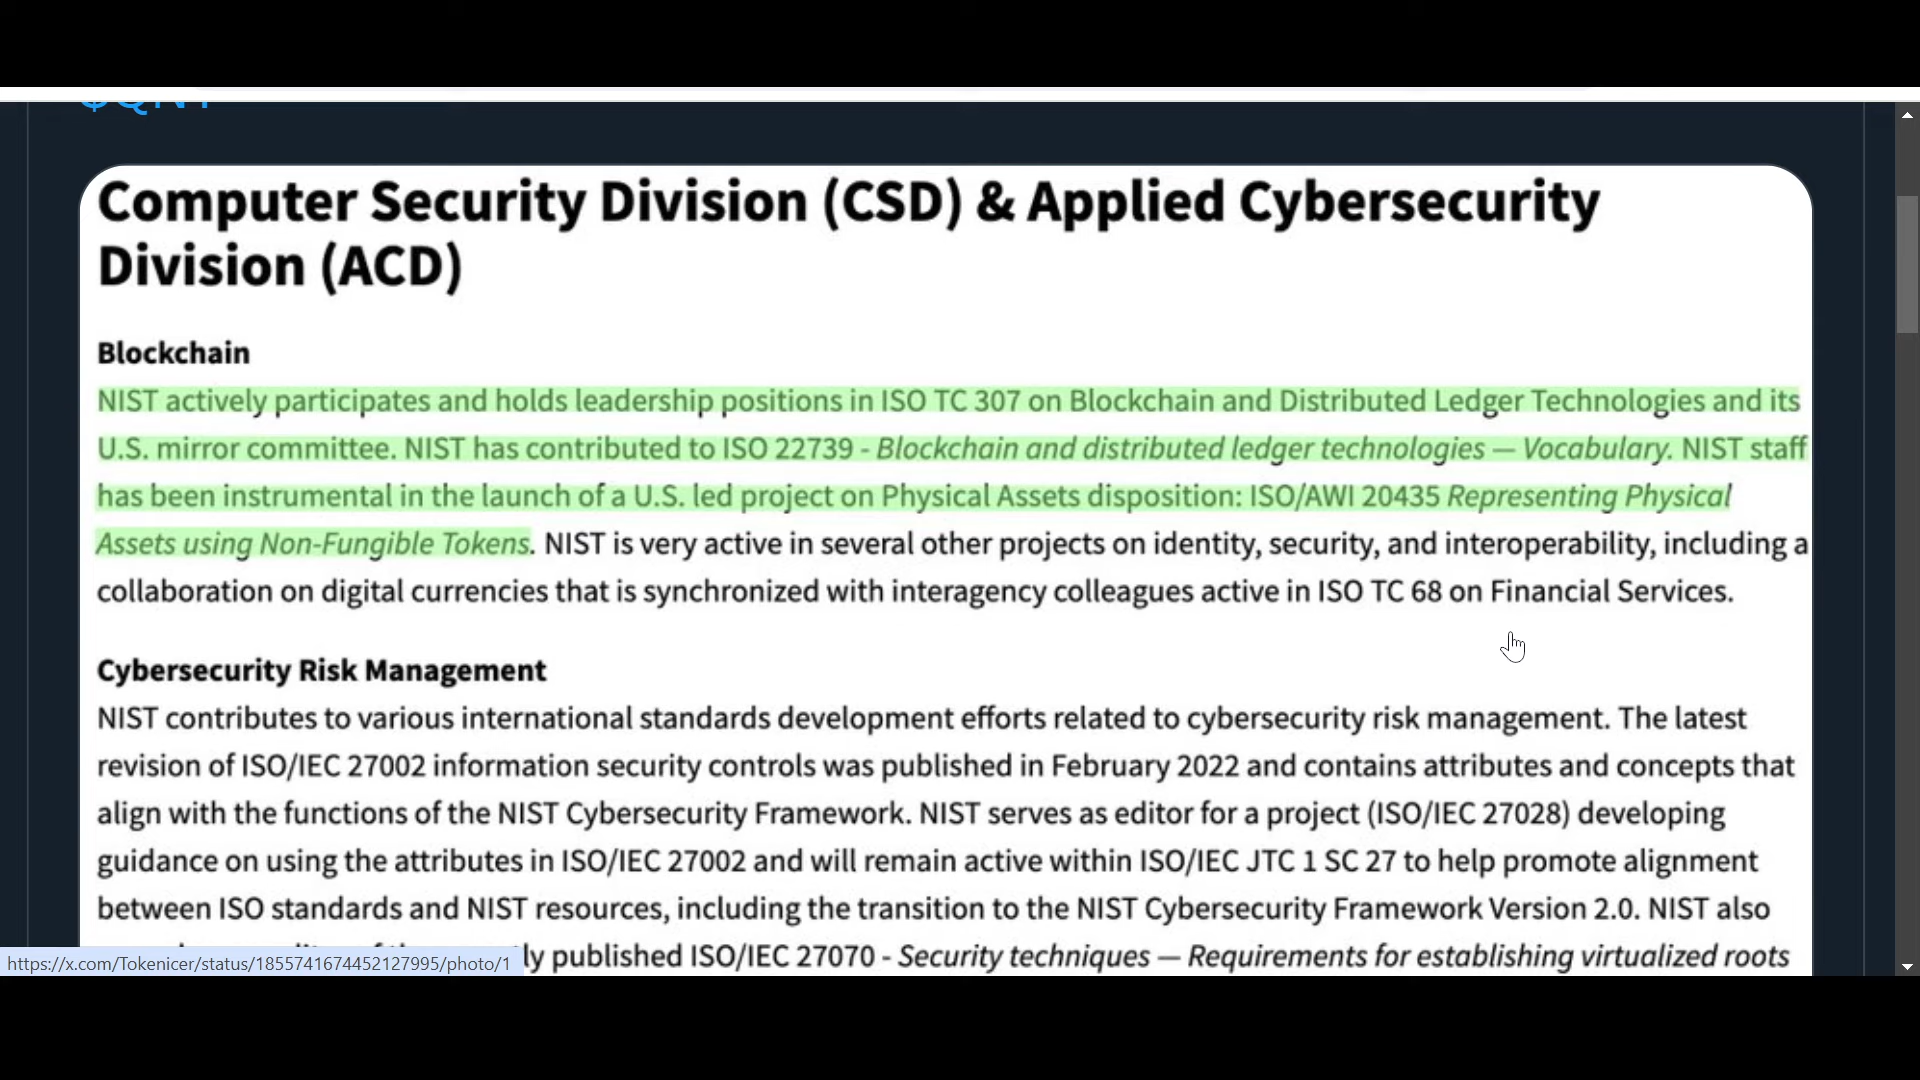 $QNT
Computer Security Division (CSD) & Applied Cybersecurity
Division (ACD)
Blockchain
NIST actively participates and holds leadership positions in ISO TC 307 on Blockchain and Distributed Ledger Technologies and its
U.S. mirror committee. NIST has contributed to ISO 22739 - Blockchain and distributed ledger technologies — Vocabulary. NIST staff
has been instrumental in the launch of a U.S. led project on Physical Assets disposition: ISO/AWI 20435 Representing Physical
Assets using Non-Fungible Tokens. NIST is very active in several other projects on identity, security, and interoperability, including a
collaboration on digital currencies that is synchronized with interagency colleagues active in ISO TC 68 on Financial Services.
Cybersecurity Risk Management
NIST contributes to various international standards development efforts related to cybersecurity risk management. The latest
revision of ISO/IEC 27002 information security controls was published in February 2022 and contains attributes and concepts that
align with the functions of the NIST Cybersecurity Framework. NIST serves as editor for a project (ISO/IEC 27028) developing
guidance on using the attributes in ISO/IEC 27002 and will remain active within ISO/IEC JTC 1 SC 27 to help promote alignment
between ISO standards and NIST resources, including the transition to the NIST Cybersecurity Framework Version 2.0. NIST also
ly published ISO/IEC 27070 - Security techniques — Requirements for establishing virtualized roots
https://x.com/Tokenicer/status/1855741674452127995/photo/1